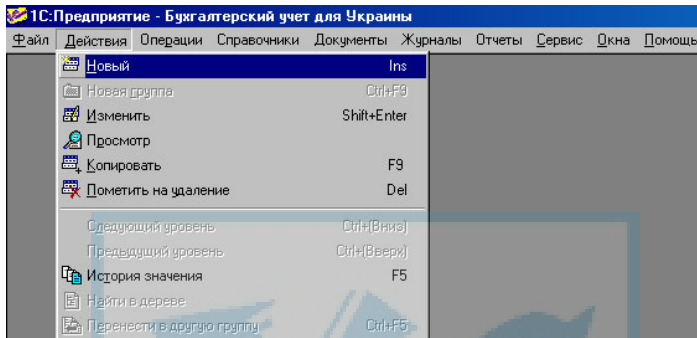 1С:Предприятие - Бухгалтерский учет для Украины
Файл Действия Операции Справочники Документы Журналы Отчеты Сервис Окна Помощь
Новый Ins
Новая группа Ctrl+F9
Изменить Shift+Enter
Просмотр
Копировать F9
Пометить на удаление Del
Следующий уровень Ctrl+(Вниз)
Предыдущий уровень Ctrl+(Вверх)
История значения F5
Найти в дереве
Перенести в другую группу Ctrl+F5